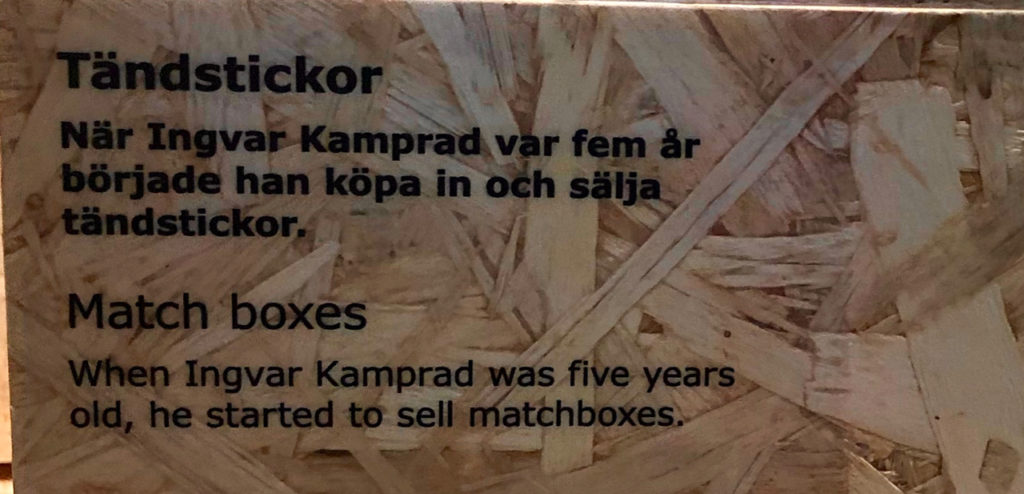 Tändstickor
När Ingvar Kamprad var fem år
började han köpa in och sälja
tändstickor.
Match boxes
When Ingvar Kamprad was five years
old, he started to sell matchboxes.